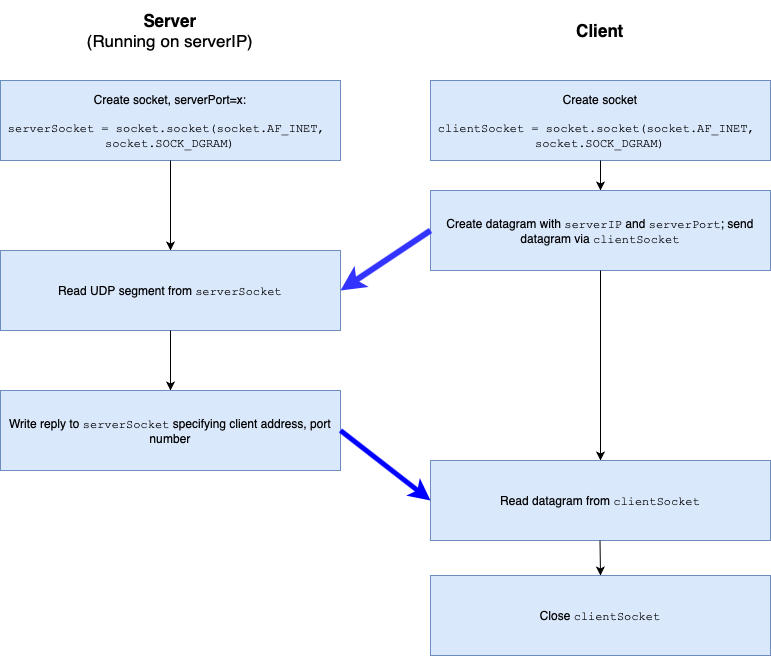 Server
(Running on serverIP)
Client
Create socket, serverPort=x:
serverSocket = socket.socket(socket.AF_INET,
socket.SOCK_DGRAM)
Create socket
clientSocket = socket.socket(socket.AF_INET,
socket.SOCK_DGRAM)
Create datagram with serverIP and serverPort; send
datagram via clientSocket
Read UDP segment from serverSocket
Write reply to serverSocket specifying client address, port
number
Read datagram from clientSocket
Close clientSocket